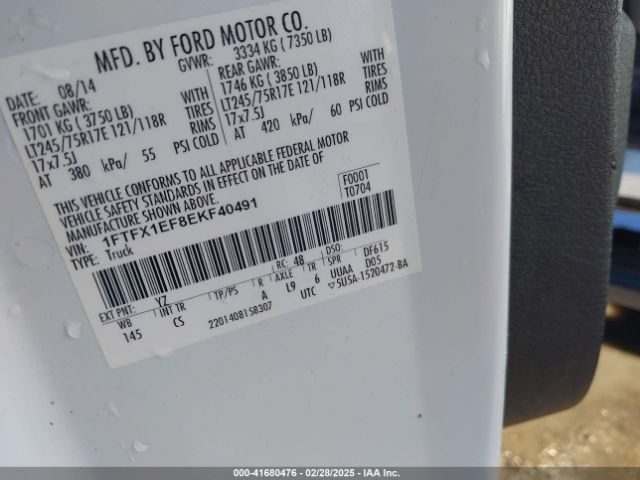 MFD. BY FORD MOTOR CO.
DATE: 08/14 GVWR: 3334 KG ( 7350 LB)
FRONT GAWR: REAR GAWR:
1701 KG ( 3750 LB) WITH 1746 KG ( 3850 LB) WITH
LT245/75R17E 121/118R TIRES LT245/75R17E 121/118R TIRES
17x7.5J RIMS 17x7.5J RIMS
AT 380 kPa/ 55 PSI COLD AT 420 kPa/ 60 PSI COLD
THIS VEHICLE CONFORMS TO ALL APPLICABLE FEDERAL MOTOR
VEHICLE SAFETY STANDARDS IN EFFECT ON THE DATE OF
MANUFACTURE SHOWN ABOVE. F0001
VIN: 1FTFX1EF8EKF40491 T0704
TYPE: Truck
EXT PNT: YZ RC: 48 DSO:
WB INT TR TP/PS R AXLE TR SPR DF615
145 CS A L9 6 UUAA D05
2201408158307 UTC ▽5U5A-1520472-BA
000-41680476 - 02/28/2025 - IAA Inc.